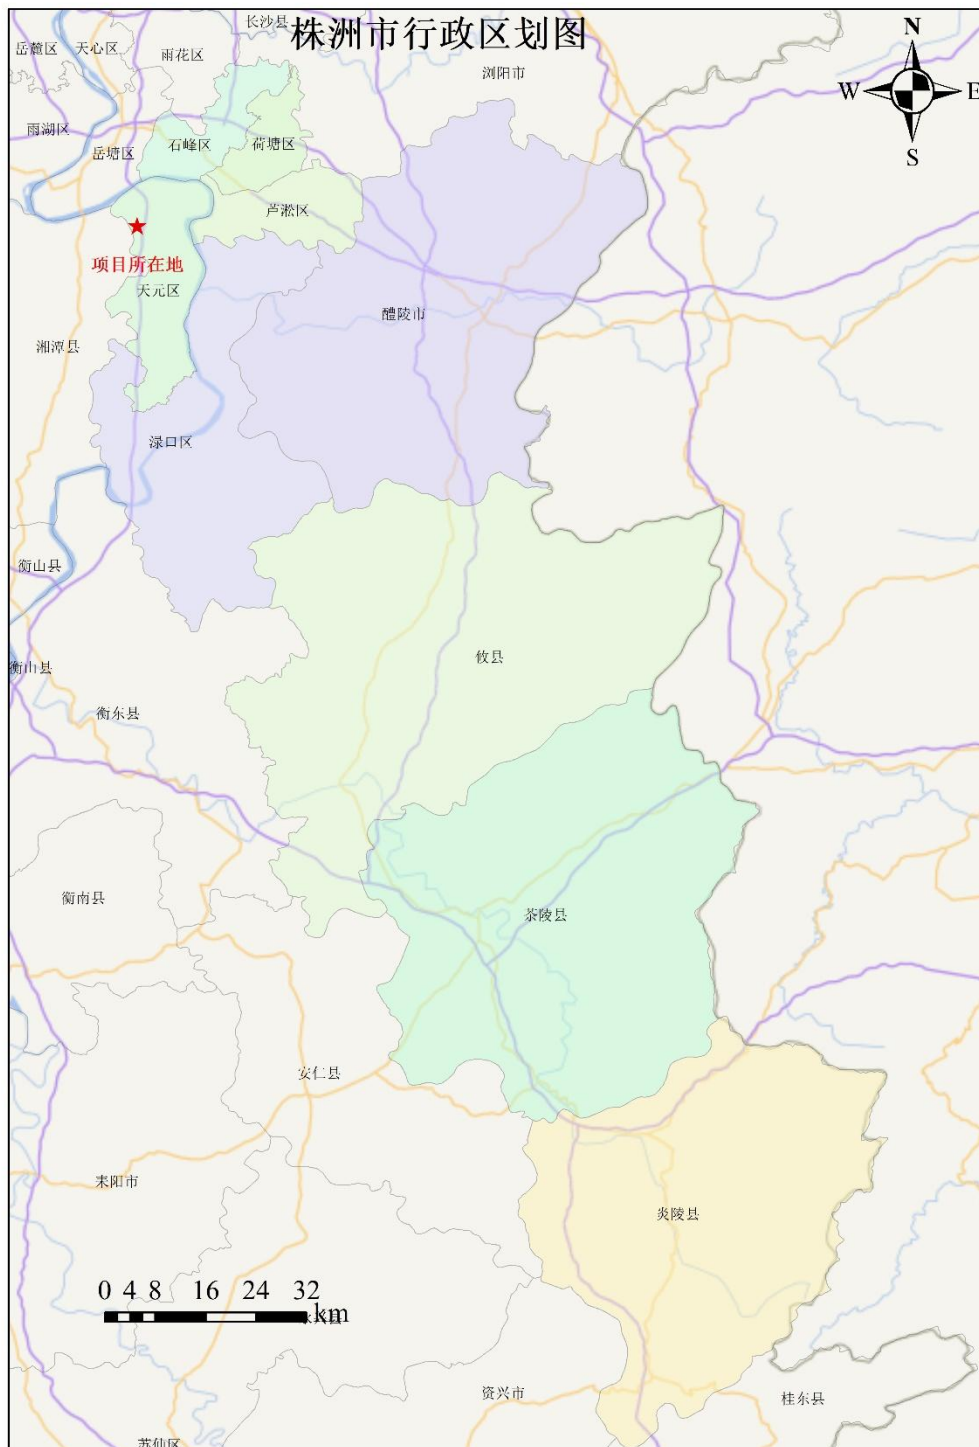 长沙县
株洲市行政区划图
N
岳麓区
天心区
雨花区
浏阳市
W
E
雨湖区
岳塘区
石峰区
荷塘区
S
芦淞区
项目所在地
天元区
醴陵市
湘潭县
渌口区
衡山县
攸县
衡山县
衡东县
衡南县
茶陵县
安仁县
耒阳市
炎陵县
0 4 8 16 24 32
km
资兴市
桂东县
苏仙区